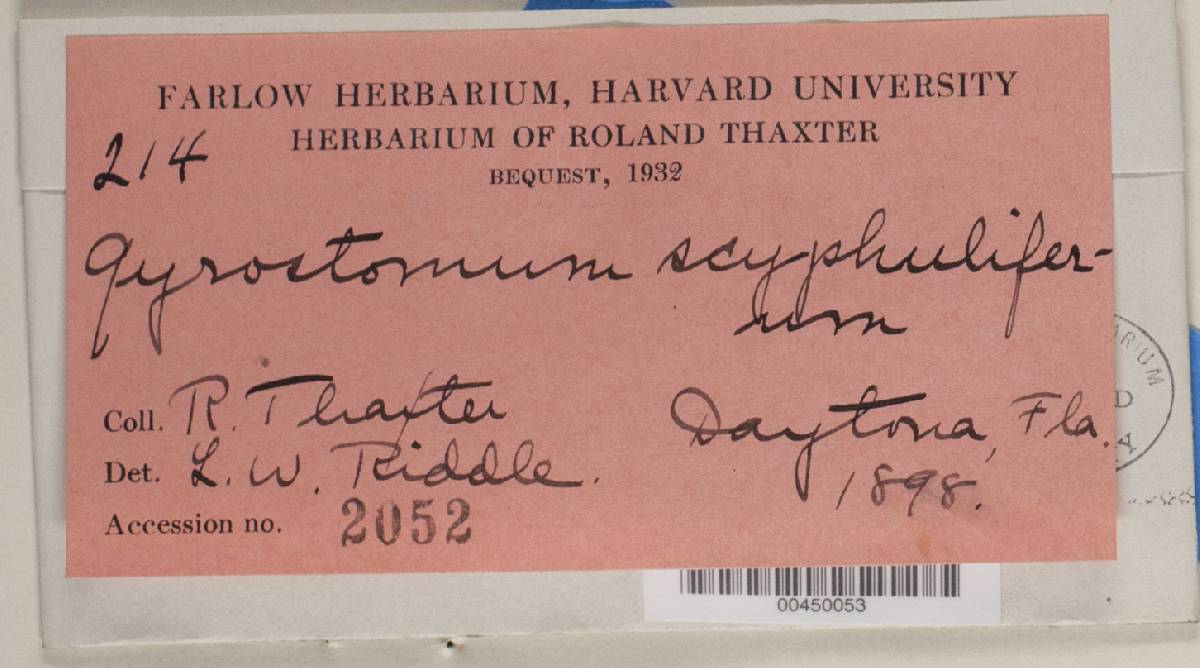 FARLOW HERBARIUM, HARVARD UNIVERSITY
HERBARIUM OF ROLAND THAXTER
214
BEQUEST, 1932
Gyrostomum scyphulifer-
um
Coll. R. Thaxter
Daytona, Fla.
Det. L. W. Riddle.
1898.
Accession no. 2052
00450053